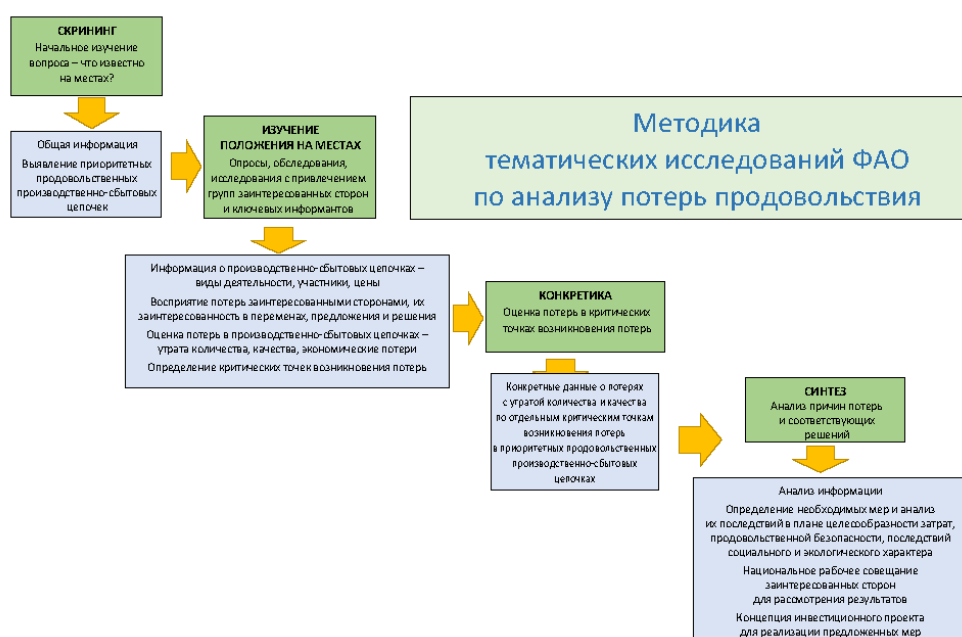 СКРИНИНГ
Начальное изучение
вопроса – что известно
на местах?
Общая информация
Выявление приоритетных
продовольственных
производственно-сбытовых
цепочек
ИЗУЧЕНИЕ
ПОЛОЖЕНИЯ НА МЕСТАХ
Опросы, обследования,
исследования с привлечением
групп заинтересованных сторон
и ключевых информантов
Методика
тематических исследований ФАО
по анализу потерь продовольствия
Информация о производственно-сбытовых цепочках –
виды деятельности, участники, цены
Восприятие потерь заинтересованными сторонами, их
заинтересованность в переменах, предложения и решения
Оценка потерь в производственно-сбытовых цепочках –
утрата количества, качества, экономические потери
Определение критических точек возникновения потерь
КОНКРЕТИКА
Оценка потерь в критических
точках возникновения потерь
Конкретные данные о потерях
с утратой количества и качества
по отдельным критическим точкам
возникновения потерь
в приоритетных продовольственных
производственно-сбытовых
цепочках
СИНТЕЗ
Анализ причин потерь
и соответствующих
решений
Анализ информации
Определение необходимых мер и анализ
их последствий в плане целесообразности затрат,
продовольственной безопасности, последствий
социального и экологического характера
Национальное рабочее совещание
заинтересованных сторон
для рассмотрения результатов
Концепция инвестиционного проекта
для реализации предложенных мер